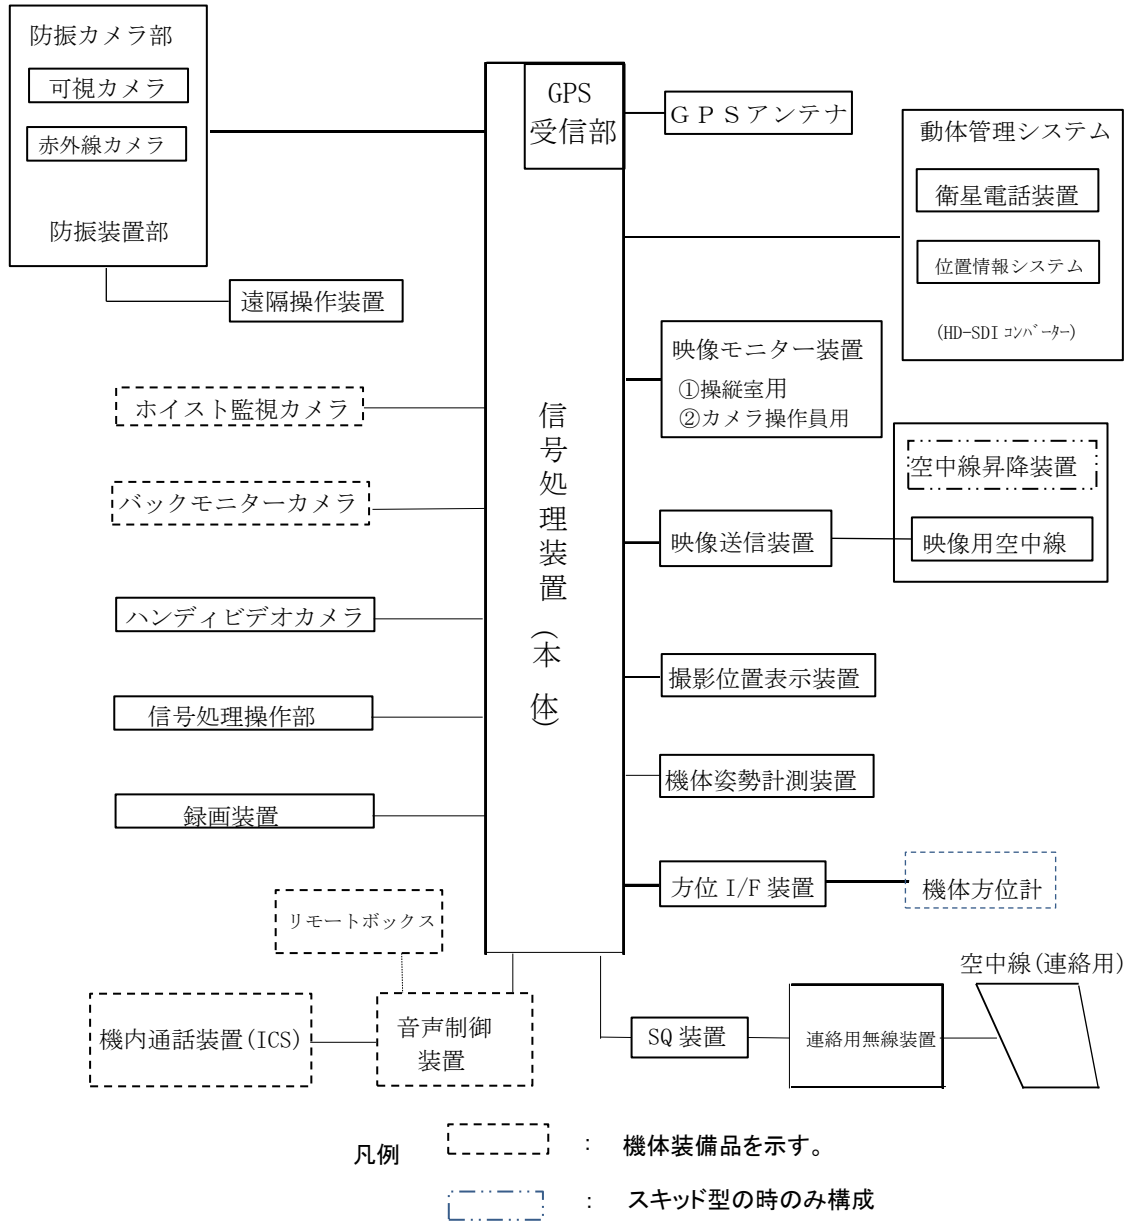 防振カメラ部
可視カメラ
赤外線カメラ
防振装置部
遠隔操作装置
ホイスト監視カメラ
バックモニターカメラ
ハンディビデオカメラ
信号処理操作部
録画装置
リモートボックス
機内通話装置(ICS)
音声制御
装置
GPS
受信部
信号処理装置(本体)
GPSアンテナ
動体管理システム
衛星電話装置
位置情報システム
(HD-SDIコンバーター)
映像モニター装置
①操縦室用
②カメラ操作員用
空中線昇降装置
映像送信装置
映像用空中線
撮影位置表示装置
機体姿勢計測装置
方位 I/F 装置
機体方位計
空中線(連絡用)
SQ 装置
連絡用無線装置
凡例
: 機体装備品を示す。
: スキッド型の時のみ構成